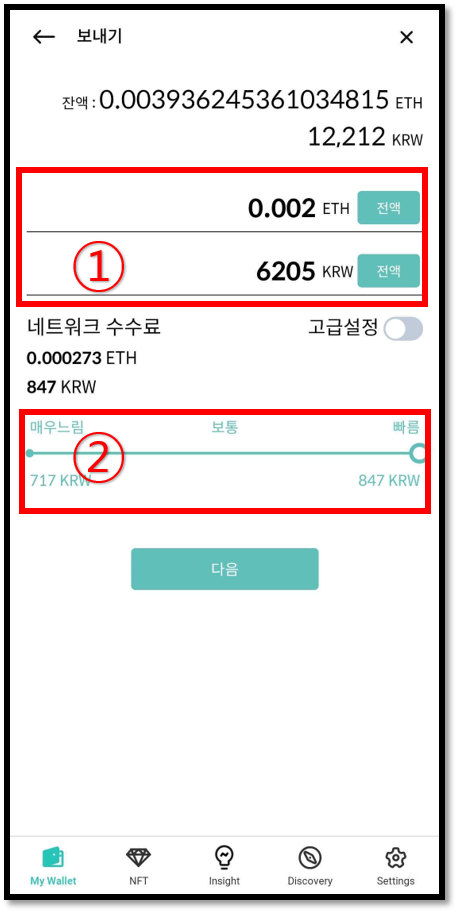 보내기
잔액 : 0.003936245361034815 ETH
12,212 KRW
0.002 ETH 전액
①
6205 KRW 전액
네트워크 수수료 고급설정
0.000273 ETH
847 KRW
매우느림 보통 빠름
②
717 KRW 847 KRW
다음
My Wallet NFT Insight Discovery Settings